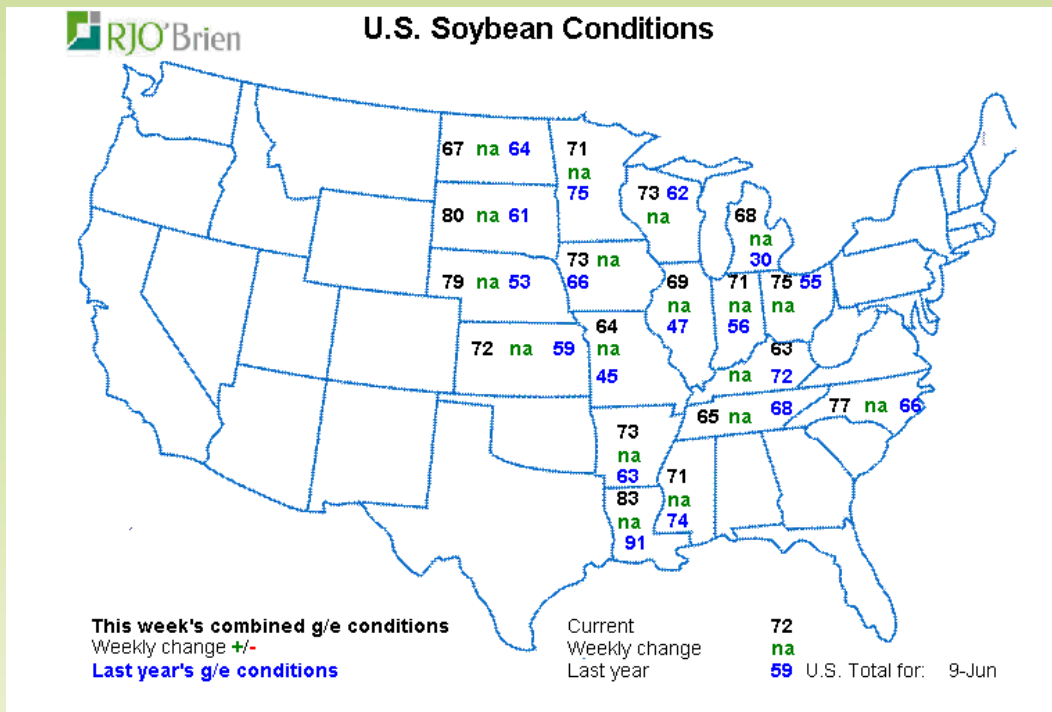 RJO'Brien
U.S. Soybean Conditions
67 na 64
71
na
75
73 62
na
68
na
30
80 na 61
73 na
66
79 na 53
69
na
47
71
na
56
75 55
na
64
na
45
72 na 59
63
na 72
65 na 68
77 na 66
73
na
63
71
na
74
83
na
91
This week's combined g/e conditions
Weekly change +/-
Last year's g/e conditions
Current 72
Weekly change na
Last year 59 U.S. Total for: 9-Jun